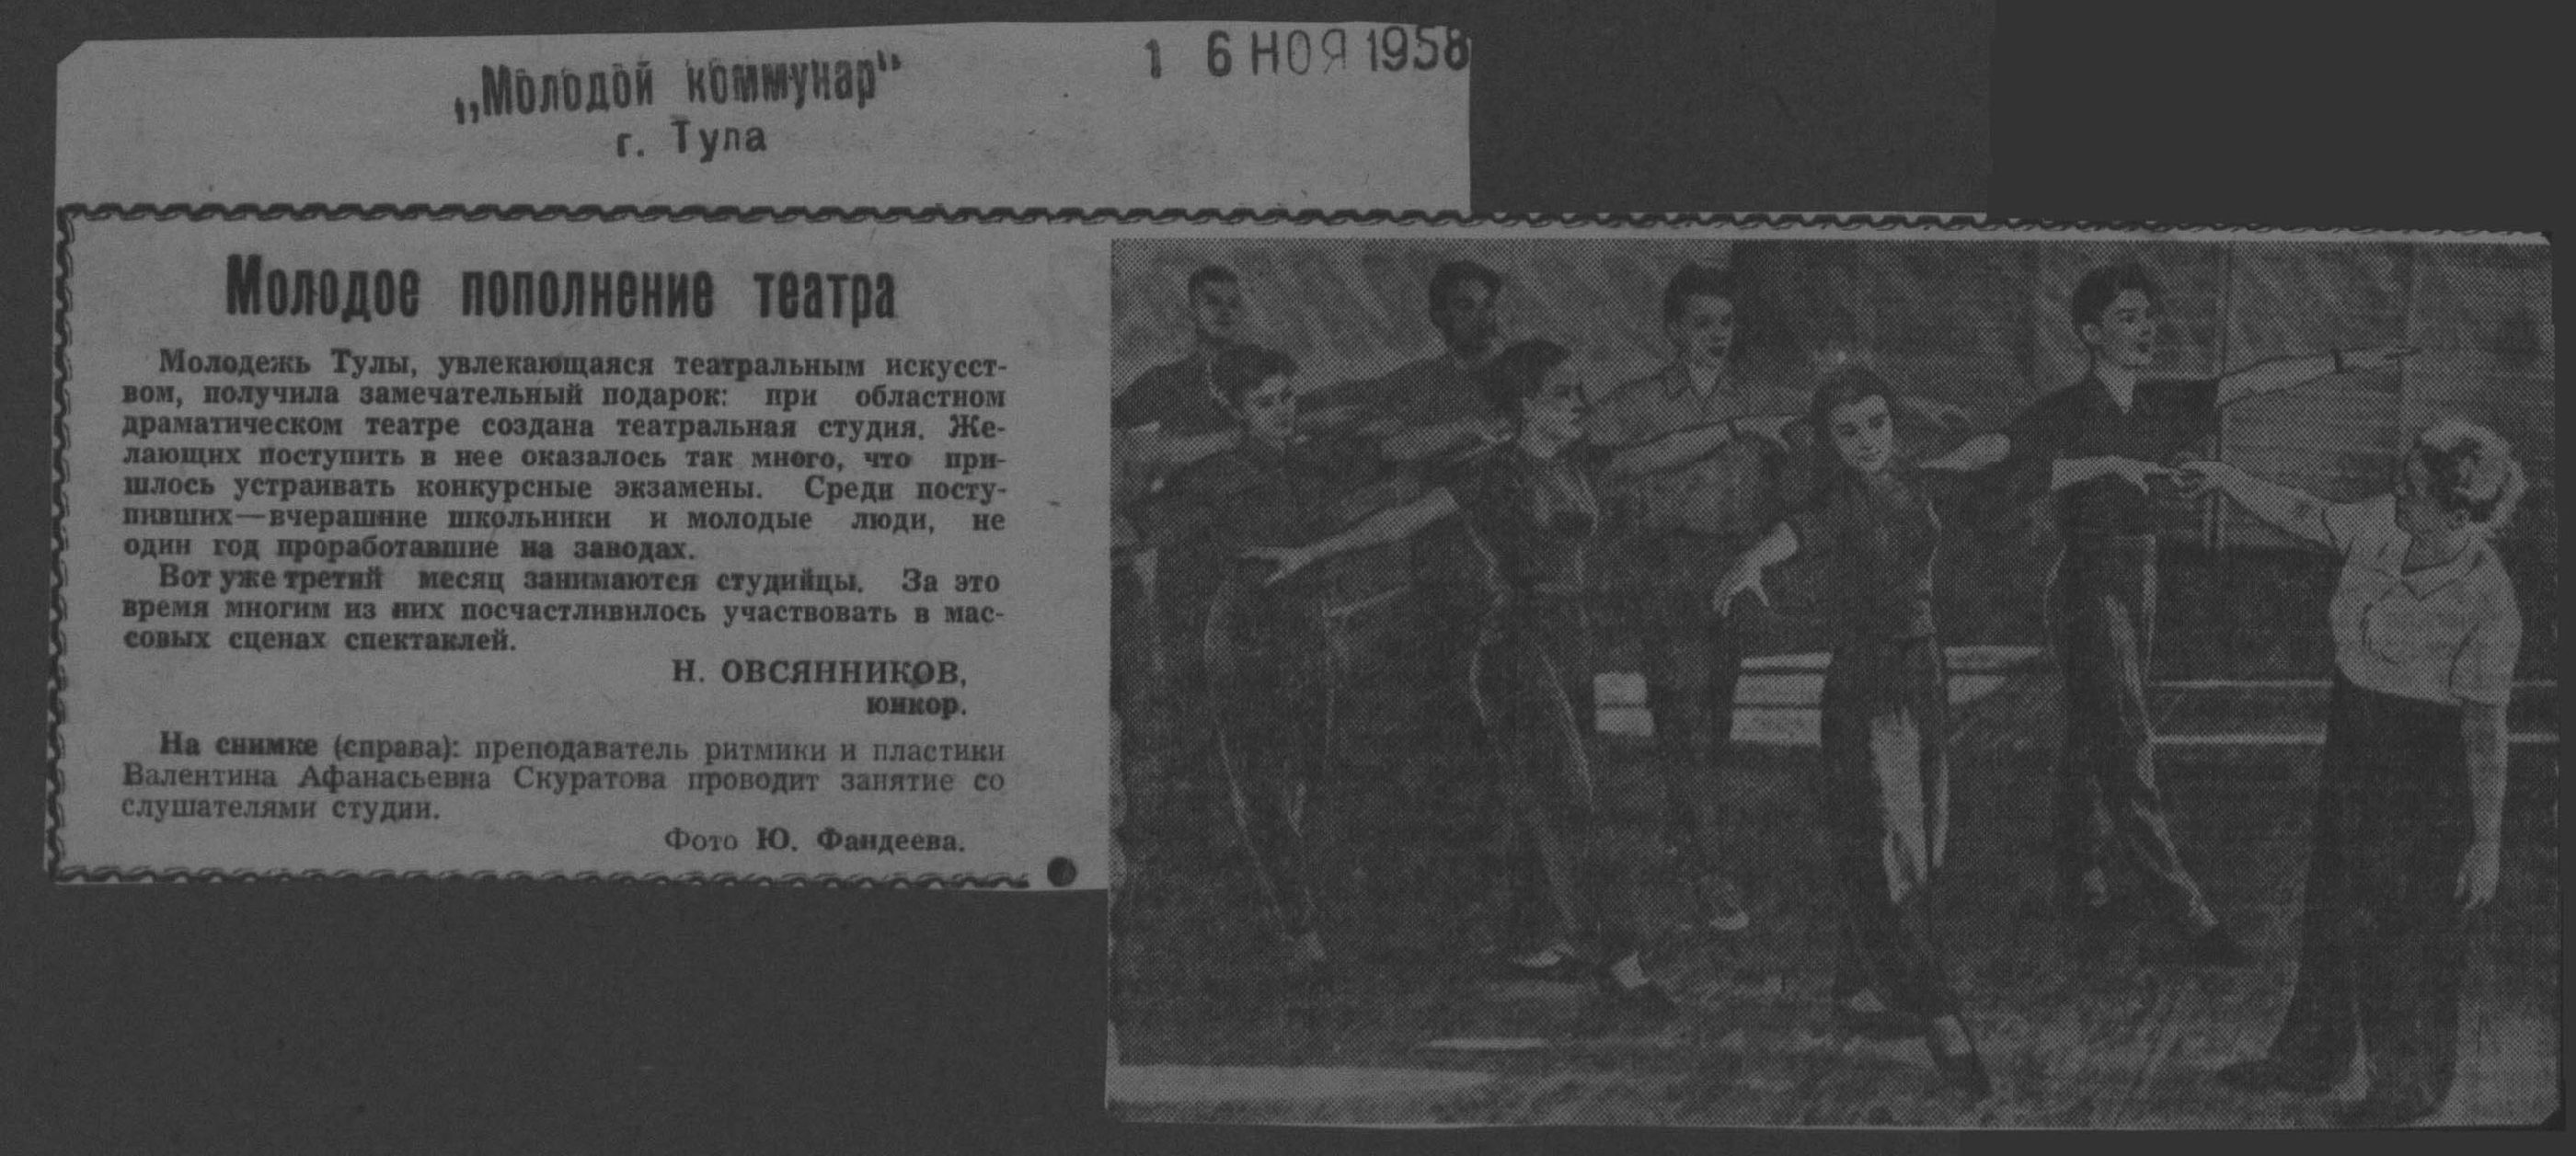 „Молодой коммунар“
г. Тула
1 6 НОЯ 1958
Молодое пополнение театра
Молодежь Тулы, увлекающаяся театральным искусст-
вом, получила замечательный подарок: при областном
драматическом театре создана театральная студия. Же-
лающих поступить в нее оказалось так много, что при-
шлось устраивать конкурсные экзамены. Среди посту-
пивших—вчерашние школьники и молодые люди, не
один год проработавшие на заводах.
Вот уже третий месяц занимаются студийцы. За это
время многим из них посчастливилось участвовать в мас-
совых сценах спектаклей.
Н. ОВСЯННИКОВ,
юнкор.
На снимке (справа): преподаватель ритмики и пластики
Валентина Афанасьевна Скуратова проводит занятие со
слушателями студии.
Фото Ю. Фандеева.